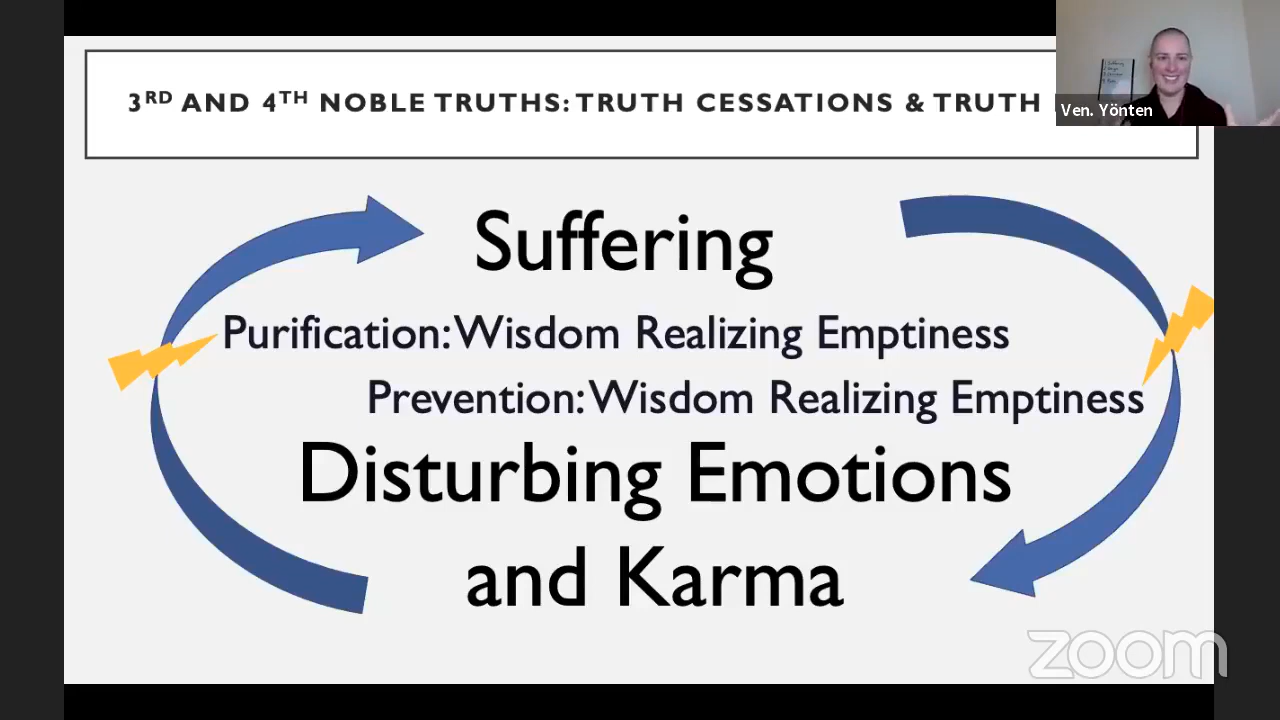 3RD AND 4TH NOBLE TRUTHS: TRUTH CESSATIONS & TRUTH
Ven. Yönten
Suffering
Purification: Wisdom Realizing Emptiness
Prevention: Wisdom Realizing Emptiness
Disturbing Emotions
and Karma
zoom